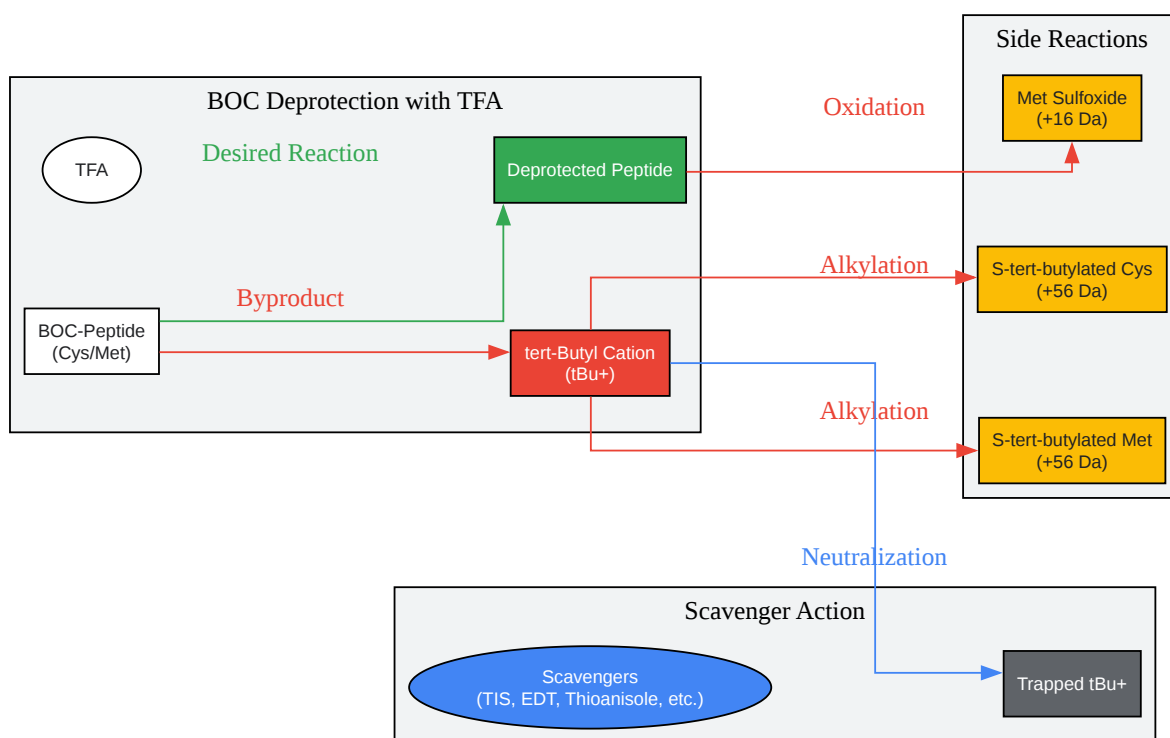 Side Reactions
BOC Deprotection with TFA
Oxidation
Met Sulfoxide
(+16 Da)
Desired Reaction
TFA
Deprotected Peptide
Alkylation
S-tert-butylated Cys
(+56 Da)
Byproduct
BOC-Peptide
(Cys/Met)
tert-Butyl Cation
(tBu+)
Alkylation
S-tert-butylated Met
(+56 Da)
Neutralization
Scavenger Action
Scavengers
(TIS, EDT, Thioanisole, etc.)
Trapped tBu+